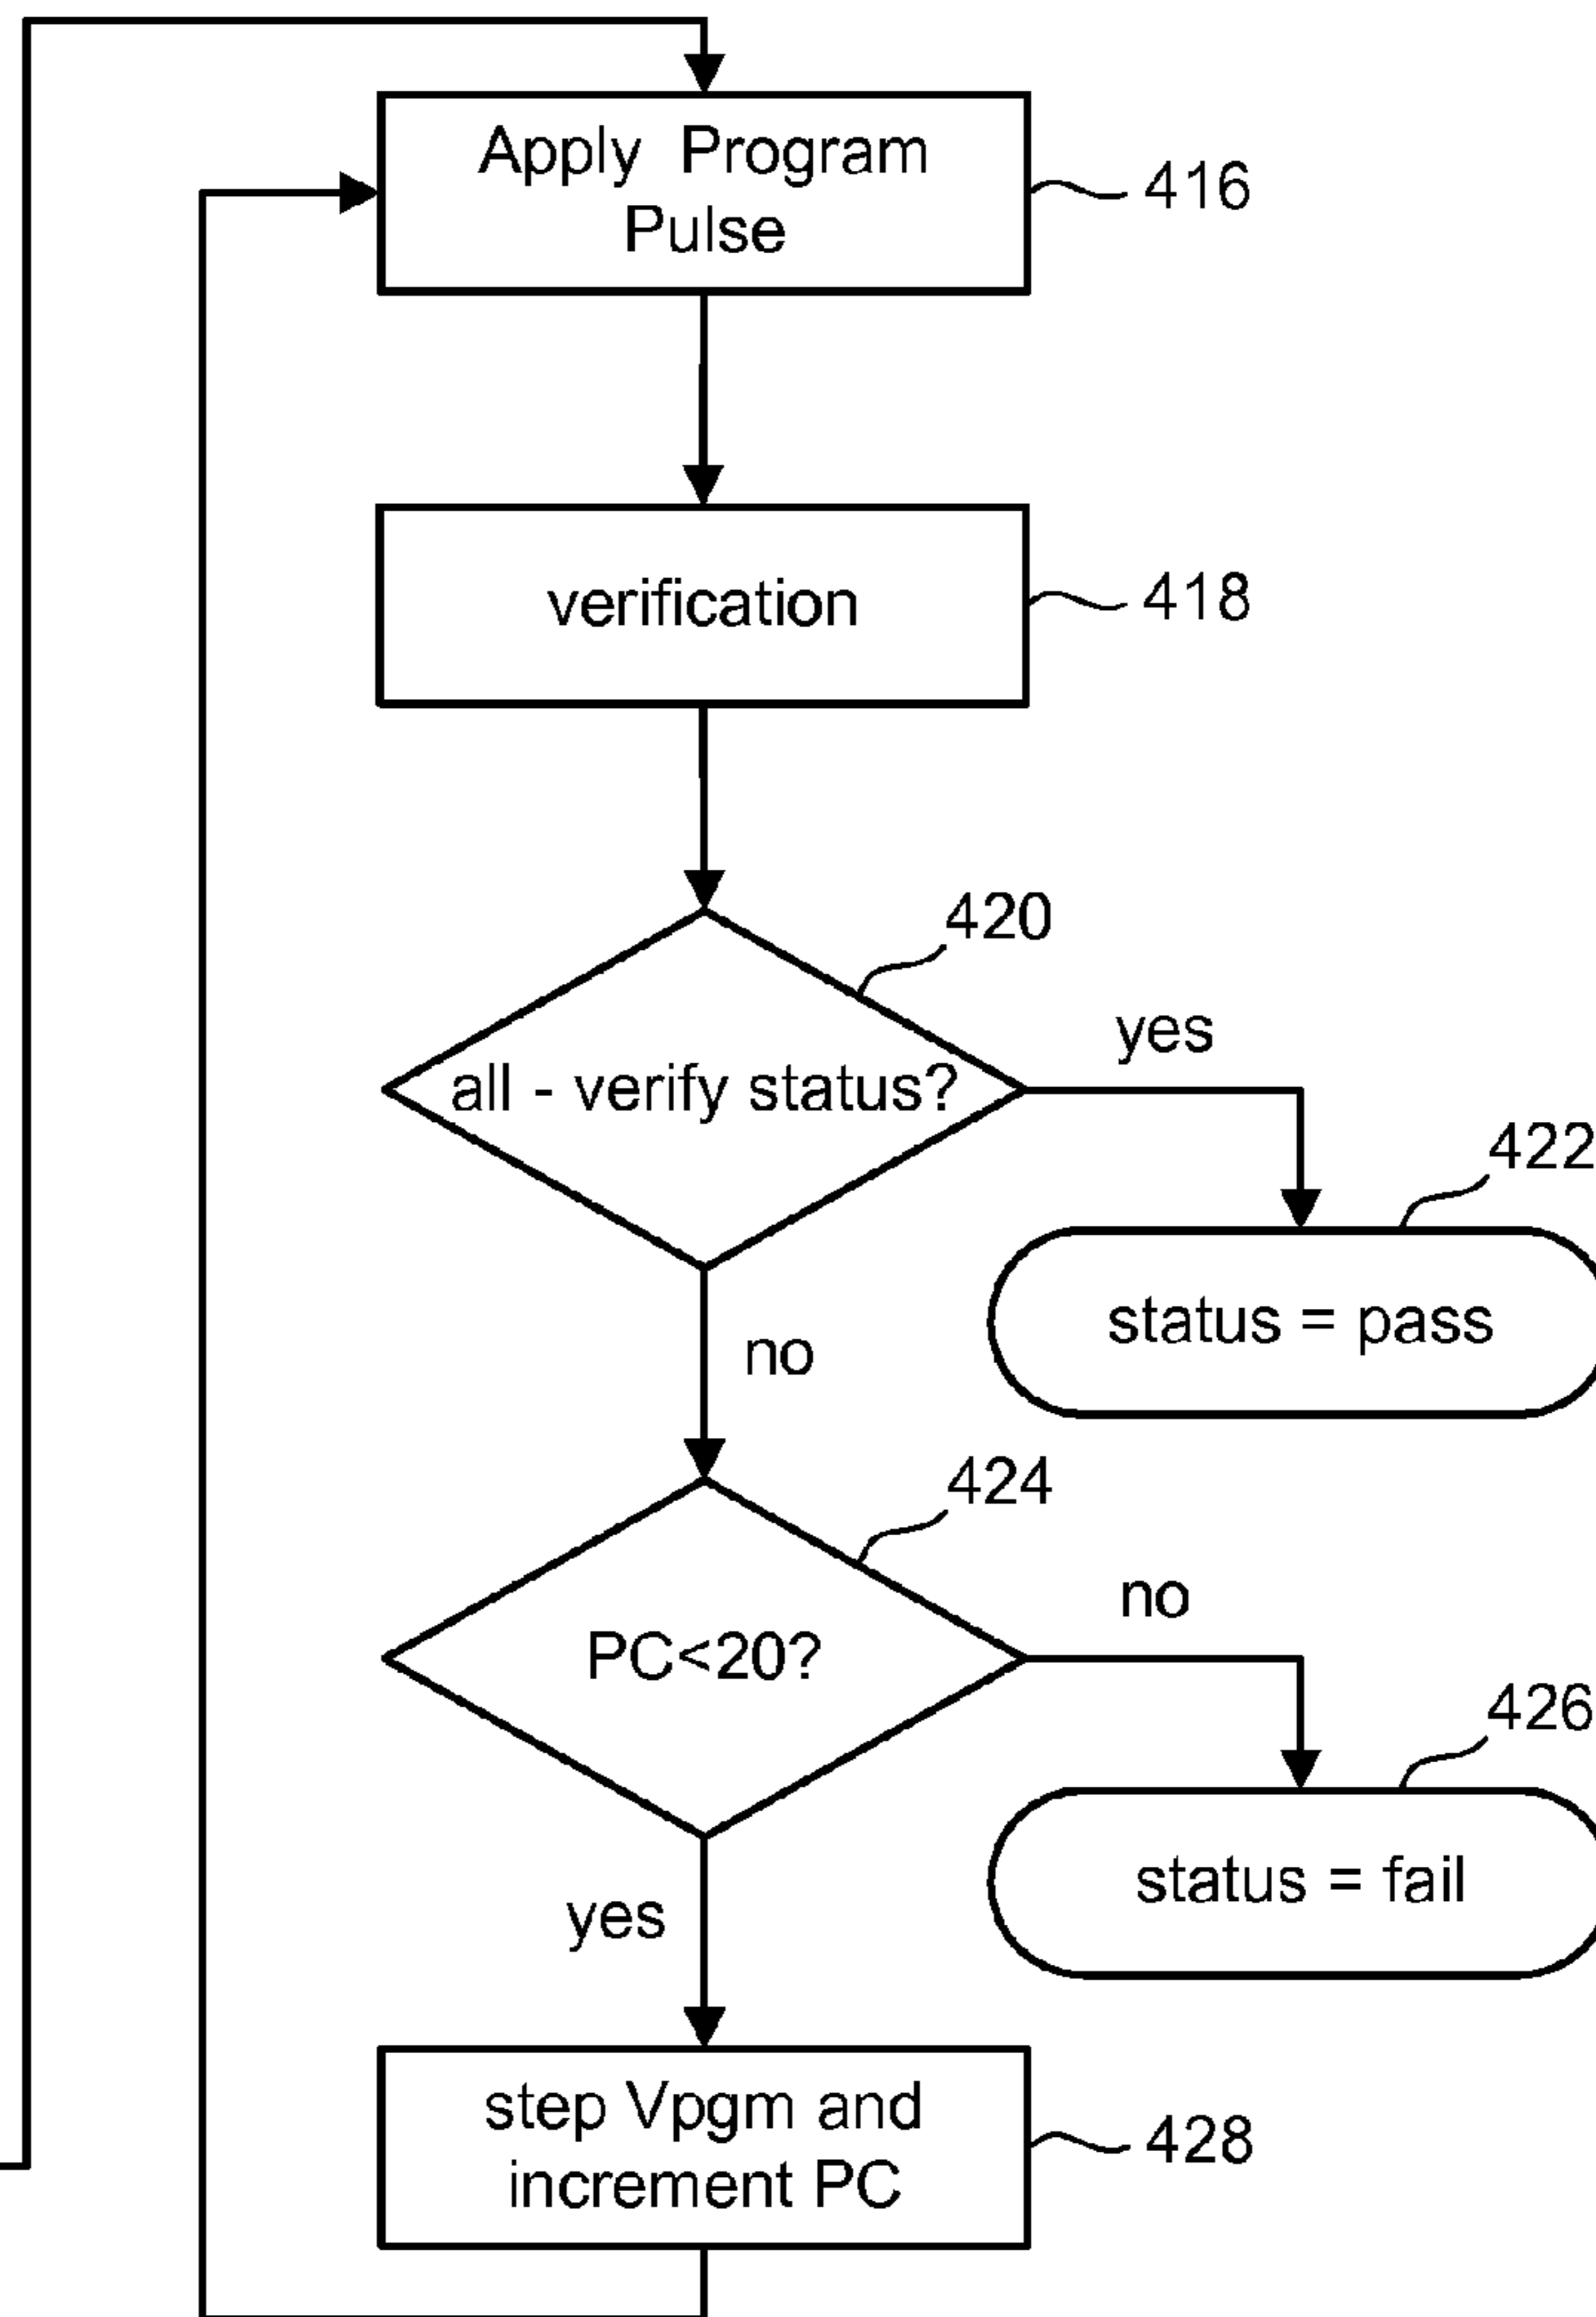 Apply Program
Pulse
416
verification
418
420
all - verify status?
yes
422
status = pass
no
424
PC<20?
no
426
status = fail
yes
step Vpgm and
increment PC
428